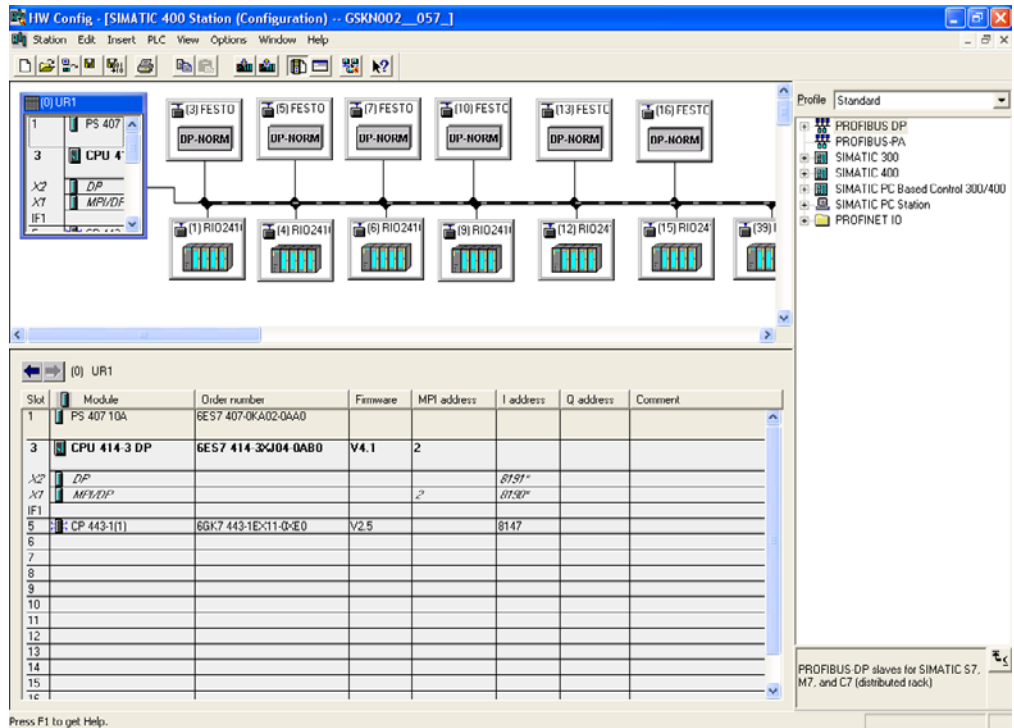 HW Config - [SIMATIC 400 Station (Configuration) -- GSKN002__057_]
Station Edit Insert PLC View Options Window Help
(0) UR1
1 PS 407
3 CPU 4
X2 DP
X1 MPI/DP
IF1
(3) FESTO (5) FESTO (7) FESTO (10) FESTO (13) FESTO (16) FESTO
DP-NORM DP-NORM DP-NORM DP-NORM DP-NORM DP-NORM
(1) RIO241 (4) RIO241 (6) RIO241 (9) RIO241 (12) RIO24 (15) RIO24 (39)
Profile Standard
PROFIBUS DP
PROFIBUS-PA
SIMATIC 300
SIMATIC 400
SIMATIC PC Based Control 300/400
SIMATIC PC Station
PROFINET IO
(0) UR1
Slot Module Order number Firmware MPI address I address Q address Comment
1 PS 407 10A 6ES7 407-0KA02-0AA0
3 CPU 414-3 DP 6ES7 414-3XJ04-0AB0 V4.1 2
X2 DP 8191*
X1 MPI/DP 2 8190*
IF1
5 CP 443-1(1) 6GK7 443-1EX11-0XE0 V2.5 8147
6
7
8
9
10
11
12
13
14
15
16
PROFIBUS-DP slaves for SIMATIC S7,
M7, and C7 (distributed rack)
Press F1 to get Help.